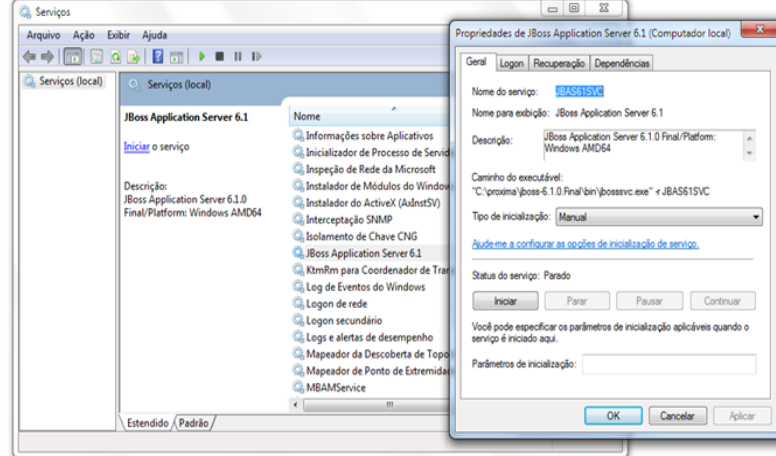 Serviços
Arquivo Ação Exibir Ajuda
Serviços (local)
Serviços (local)
JBoss Application Server 6.1
Iniciar o serviço
Descrição:
JBoss Application Server 6.1.0
Final/Platform: Windows AMD64
Nome
Informações sobre Aplicativos
Inicializador de Processo de Servid
Inspeção de Rede da Microsoft
Instalador de Módulos do Window
Instalador do ActiveX (AxInstSV)
Interceptação SNMP
Isolamento de Chave CNG
JBoss Application Server 6.1
KtmRm para Coordenador de Tran
Log de Eventos do Windows
Logon de rede
Logon secundário
Logs e alertas de desempenho
Mapeador da Descoberta de Topo
Mapeador de Ponto de Extremida
MBAMService
Estendido Padrão
Propriedades de JBoss Application Server 6.1 (Computador local)
Geral Logon Recuperação Dependências
Nome do serviço: JBAS61SVC
Nome para exibição: JBoss Application Server 6.1
Descrição: JBoss Application Server 6.1.0 Final/Platform:
Windows AMD64
Caminho do executável:
"C:\proxima\jboss-6.1.0.Final\bin\jbosssvc.exe" -r JBAS61SVC
Tipo de inicialização: Manual
Ajude-me a configurar as opções de inicialização de serviço.
Status do serviço: Parado
Iniciar Parar Pausar Continuar
Você pode especificar os parâmetros de inicialização aplicáveis quando o
serviço é iniciado aqui.
Parâmetros de inicialização:
OK Cancelar Aplicar